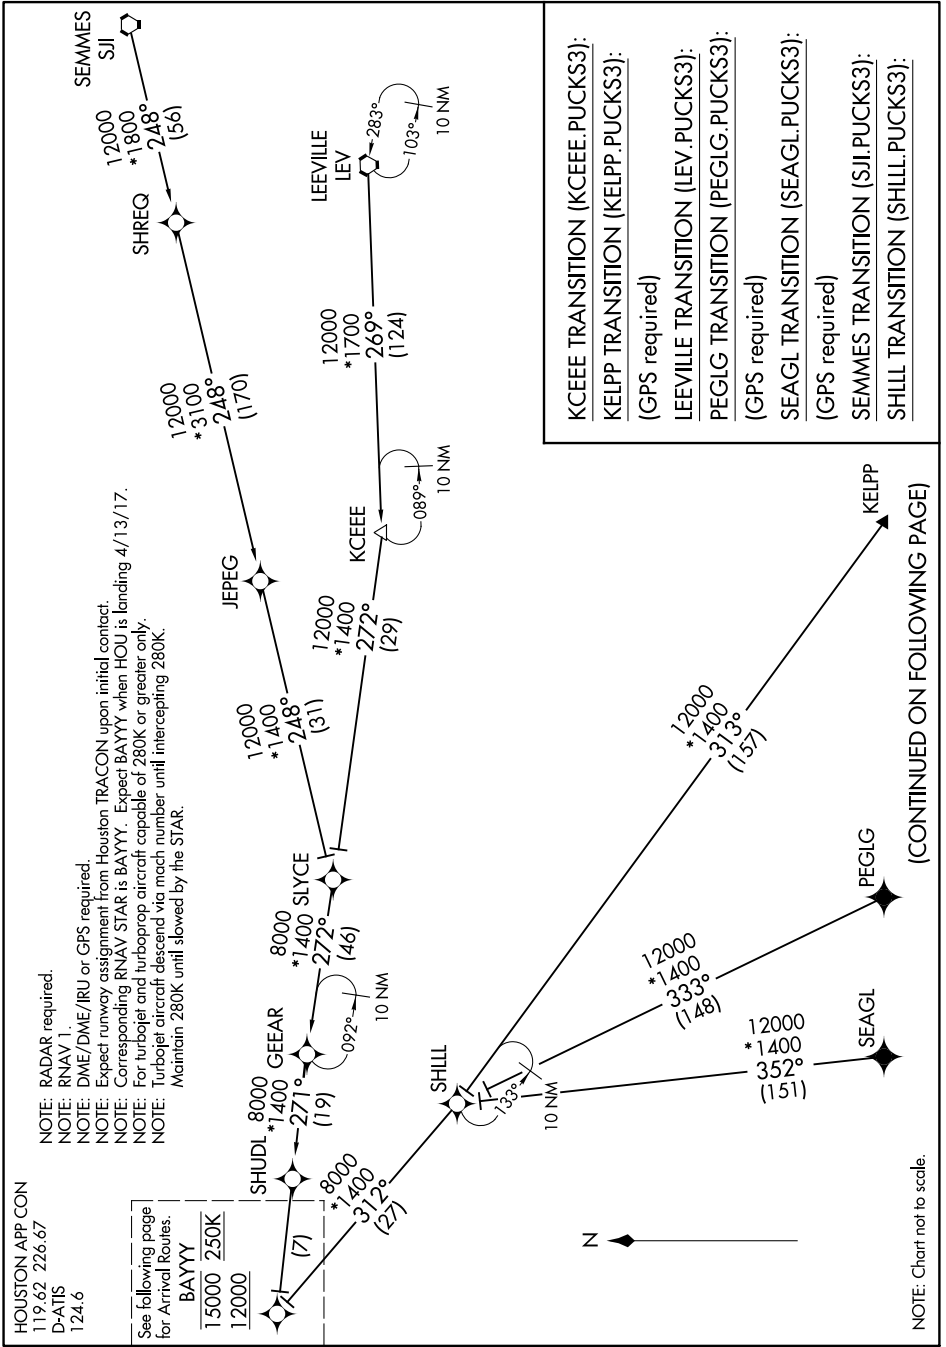 HOUSTON APP CON
119.62 226.67
D-ATIS
124.6
NOTE: RADAR required.
NOTE: RNAV 1.
NOTE: DME/DME/IRU or GPS required.
NOTE: Expect runway assignment from Houston TRACON upon initial contact.
NOTE: Corresponding RNAV STAR is BAYYY. Expect BAYYY when HOU is landing 4/13/17.
NOTE: For turbojet and turboprop aircraft capable of 280K or greater only.
NOTE: Turbojet aircraft descend via mach number until intercepting 280K.
Maintain 280K until slowed by the STAR.
See following page
for Arrival Routes.
BAYYY
15000 250K
12000
(7)
SHUDL
8000
*1400
271°
(19)
GEEAR
092°
10 NM
8000
*1400
272°
(46)
SLYCE
12000
*1400
248°
(31)
JEPEG
12000
*3100
248°
(170)
SHREQ
12000
*1800
248°
(56)
SEMMES
SJI
12000
*1400
272°
(29)
KCEEE
089°
10 NM
12000
*1700
269°
(124)
LEEVILLE
LEV
283°
103°
10 NM
8000
*1400
312°
(27)
SHLLL
133°
10 NM
12000
*1400
313°
(157)
KELPP
12000
*1400
333°
(148)
PEGLG
12000
*1400
352°
(151)
SEAGL
N
NOTE: Chart not to scale.
(CONTINUED ON FOLLOWING PAGE)
KCEEE TRANSITION (KCEEE.PUCKS3):
KELPP TRANSITION (KELPP.PUCKS3):
(GPS required)
LEEVILLE TRANSITION (LEV.PUCKS3):
PEGLG TRANSITION (PEGLG.PUCKS3):
(GPS required)
SEAGL TRANSITION (SEAGL.PUCKS3):
(GPS required)
SEMMES TRANSITION (SJI.PUCKS3):
SHLLL TRANSITION (SHLLL.PUCKS3):